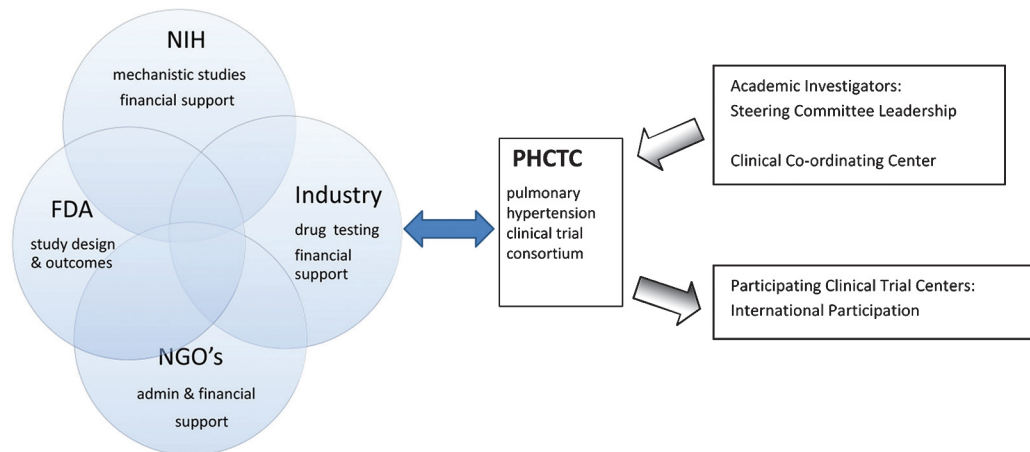 NIH
mechanistic studies
financial support
FDA
study design
& outcomes
Industry
drug testing
financial
support
NGO's
admin & financial
support
PHCTC
pulmonary
hypertension
clinical trial
consortium
Academic Investigators:
Steering Committee Leadership
Clinical Co-ordinating Center
Participating Clinical Trial Centers:
International Participation